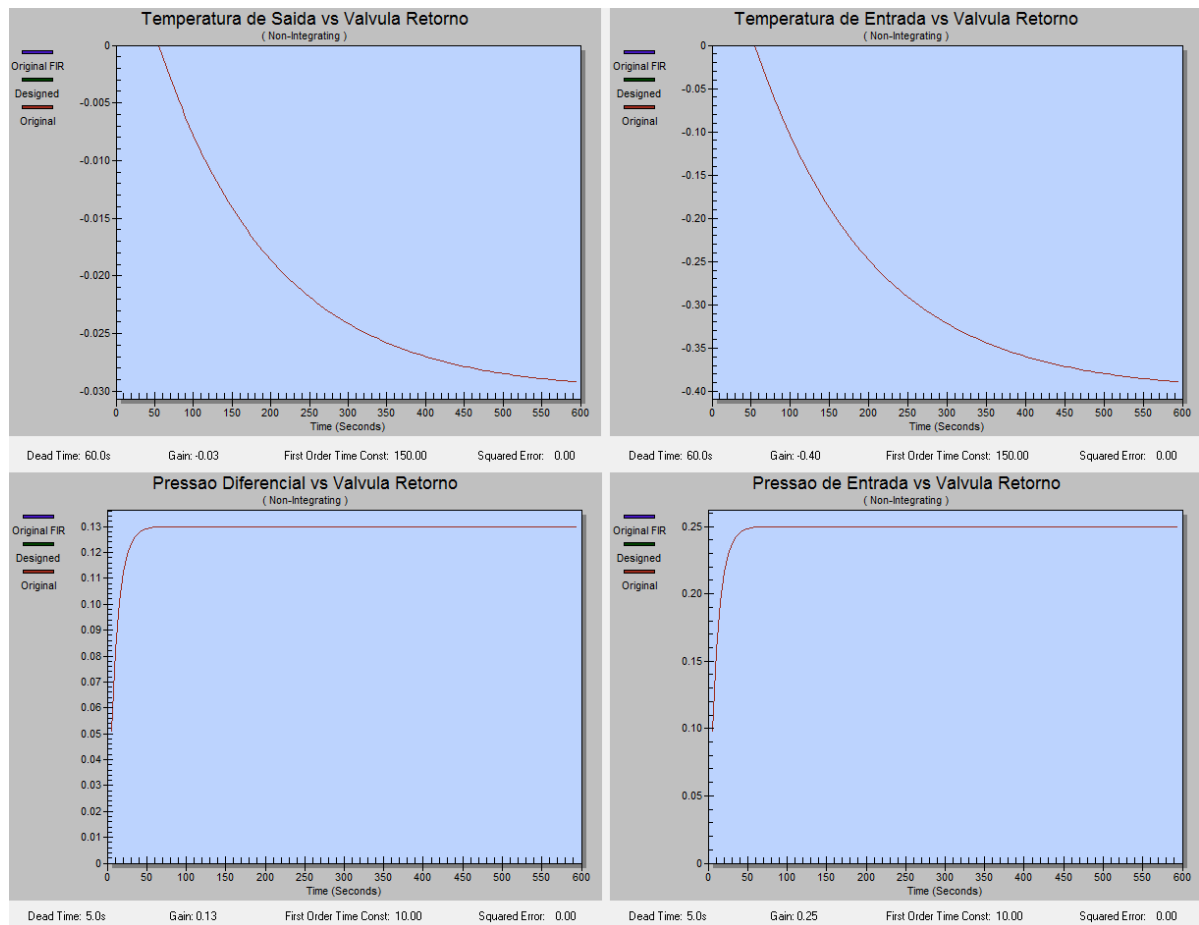 Temperatura de Saida vs Valvula Retorno
( Non-Integrating )
Original FIR
Designed
Original
0
-0.005
-0.010
-0.015
-0.020
-0.025
-0.030
0 50 100 150 200 250 300 350 400 450 500 550 600
Time (Seconds)
Dead Time: 60.0s Gain: -0.03 First Order Time Const: 150.00 Squared Error: 0.00
Temperatura de Entrada vs Valvula Retorno
( Non-Integrating )
Original FIR
Designed
Original
0
-0.05
-0.10
-0.15
-0.20
-0.25
-0.30
-0.35
-0.40
0 50 100 150 200 250 300 350 400 450 500 550 600
Time (Seconds)
Dead Time: 60.0s Gain: -0.40 First Order Time Const: 150.00 Squared Error: 0.00
Pressao Diferencial vs Valvula Retorno
( Non-Integrating )
Original FIR
Designed
Original
0.13
0.12
0.11
0.10
0.09
0.08
0.07
0.06
0.05
0.04
0.03
0.02
0.01
0
0 50 100 150 200 250 300 350 400 450 500 550 600
Time (Seconds)
Dead Time: 5.0s Gain: 0.13 First Order Time Const: 10.00 Squared Error: 0.00
Pressao de Entrada vs Valvula Retorno
( Non-Integrating )
Original FIR
Designed
Original
0.25
0.20
0.15
0.10
0.05
0
0 50 100 150 200 250 300 350 400 450 500 550 600
Time (Seconds)
Dead Time: 5.0s Gain: 0.25 First Order Time Const: 10.00 Squared Error: 0.00